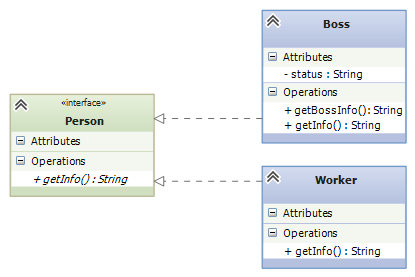 «interface»
Person
Attributes
Operations
+ getInfo() : String
Boss
Attributes
- status : String
Operations
+ getBossInfo(): String
+ getInfo() : String
Worker
Attributes
Operations
+ getInfo() : String